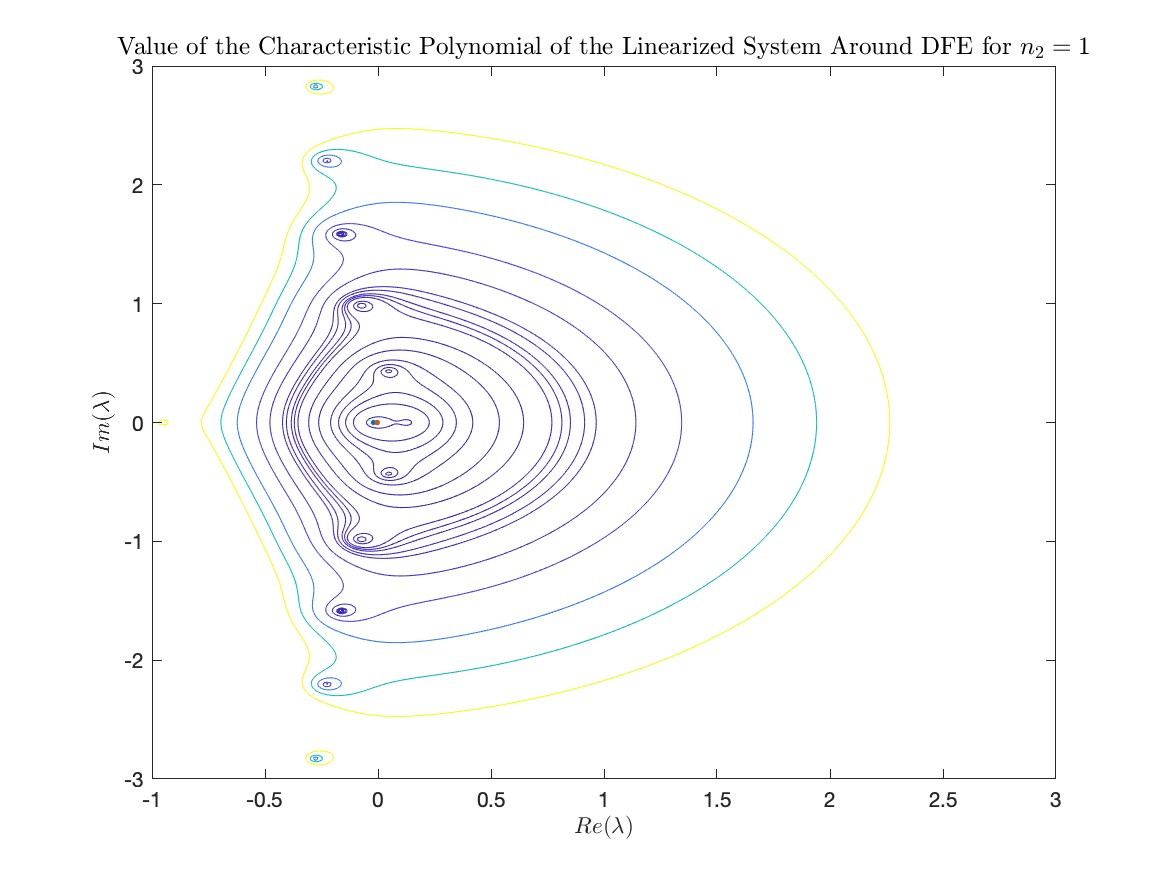 Value of the Characteristic Polynomial of the Linearized System Around DFE for $n_2 = 1$
3
2
1
0
-1
-2
-3
Im(λ)
-1 -0.5 0 0.5 1 1.5 2 2.5 3
Re(λ)